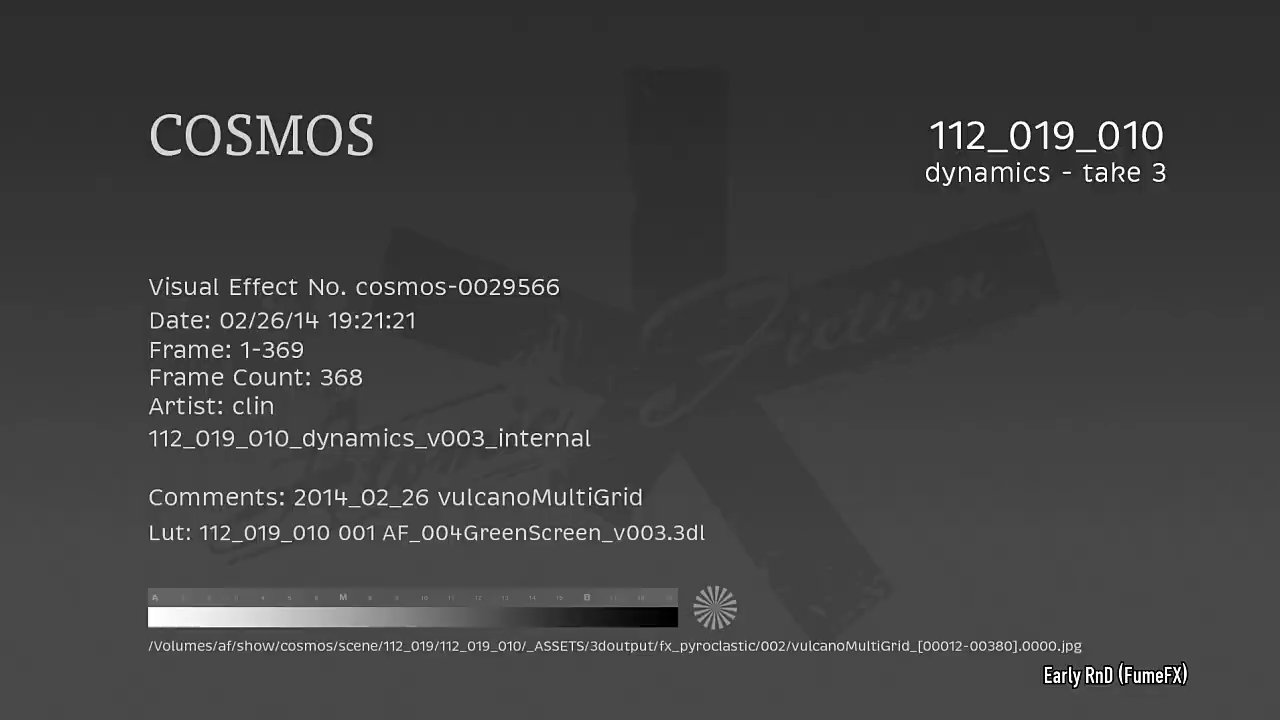 COSMOS
112_019_010
dynamics - take 3
Visual Effect No. cosmos-0029566
Date: 02/26/14 19:21:21
Frame: 1-369
Frame Count: 368
Artist: clin
112_019_010_dynamics_v003_internal
Comments: 2014_02_26 vulcanoMultiGrid
Lut: 112_019_010 001 AF_004GreenScreen_v003.3dl
Atomic Fiction
A M B
/Volumes/af/show/cosmos/scene/112_019/112_019_010/_ASSETS/3doutput/fx_pyroclastic/002/vulcanoMultiGrid_[00012-00380].0000.jpg
Early RnD (FumeFX)